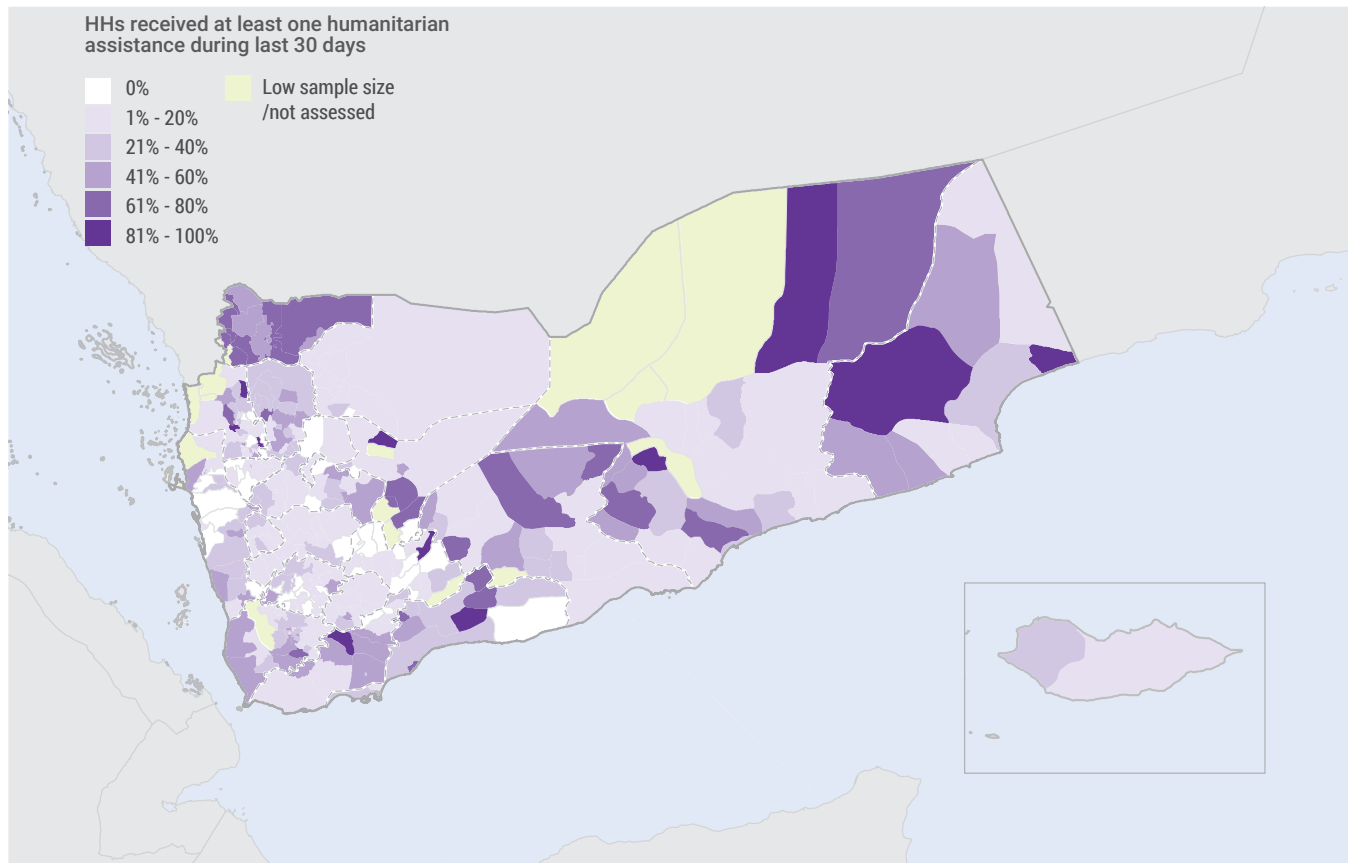 HHs received at least one humanitarian
assistance during last 30 days
0%
1% - 20%
21% - 40%
41% - 60%
61% - 80%
81% - 100%
Low sample size
/not assessed